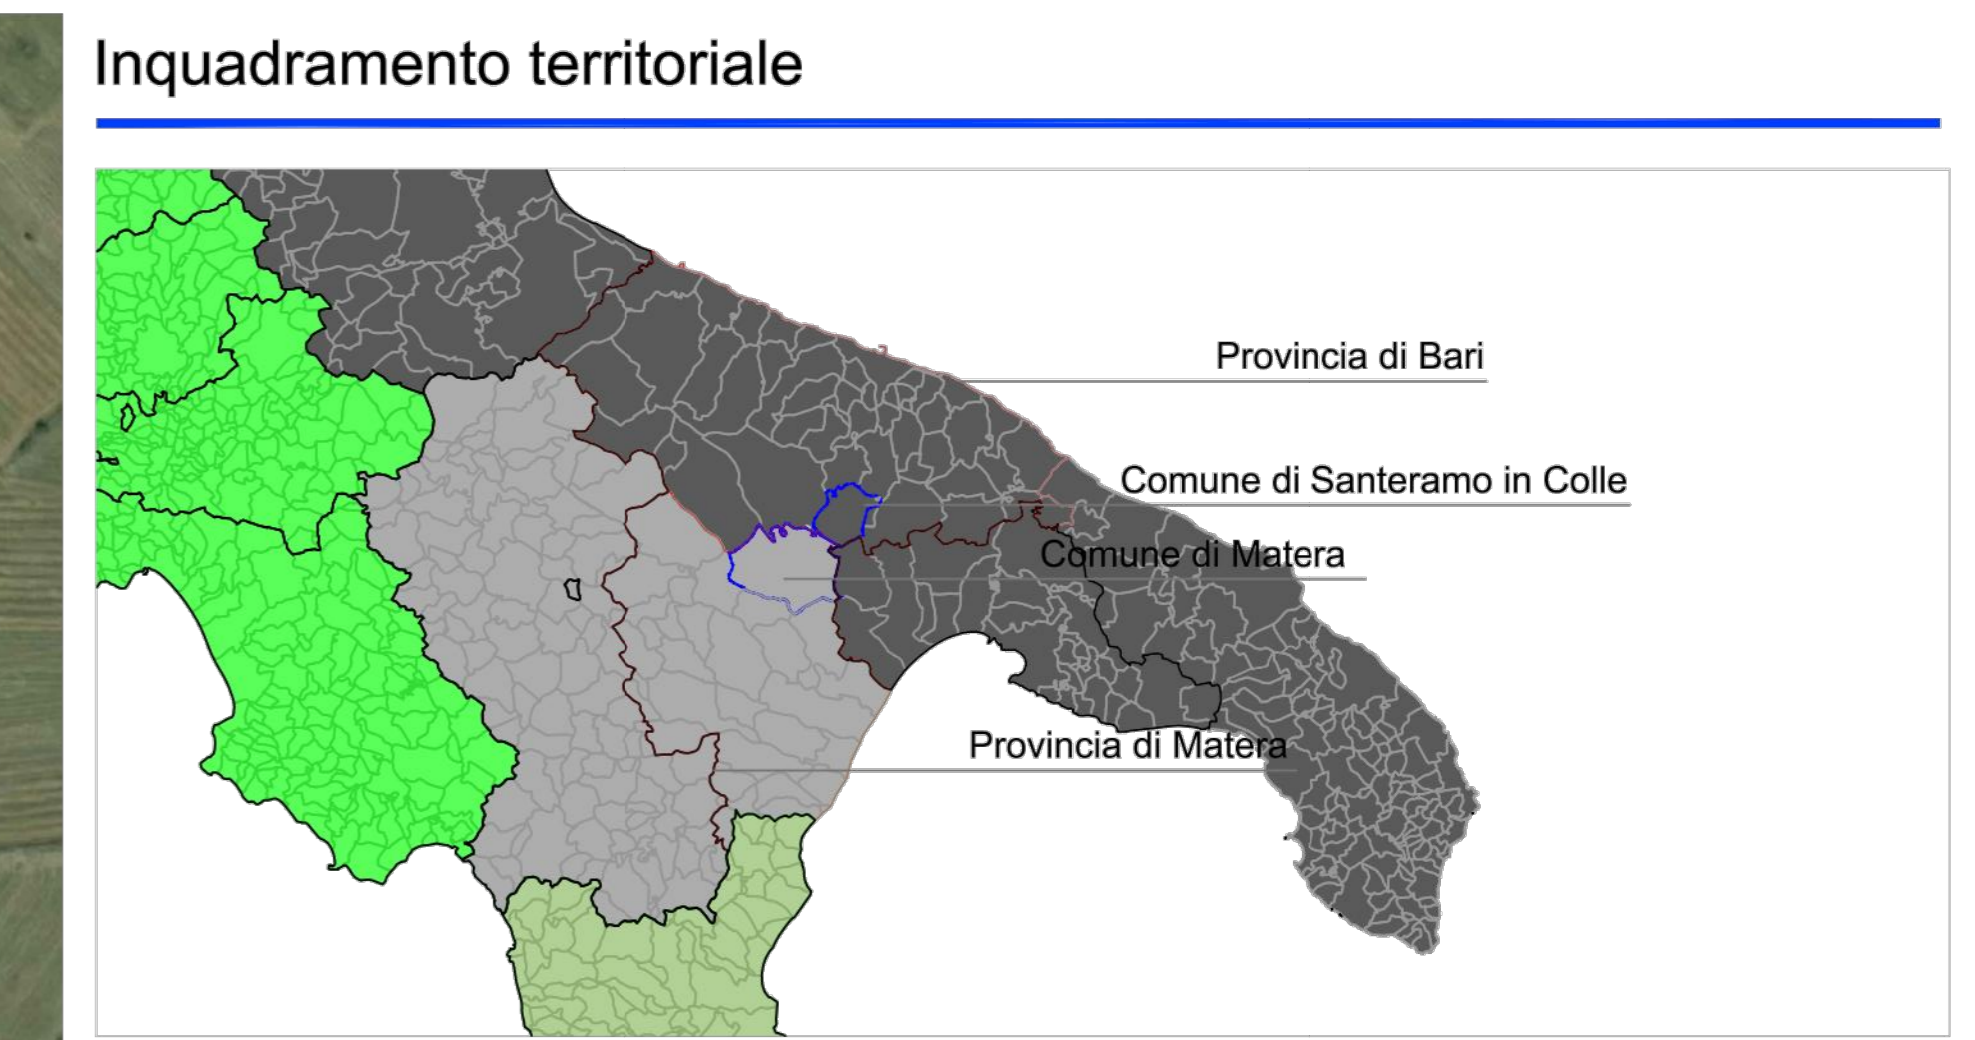 Inquadramento territoriale
Provincia di Bari
Comune di Santeramo in Colle
Comune di Matera
Provincia di Matera